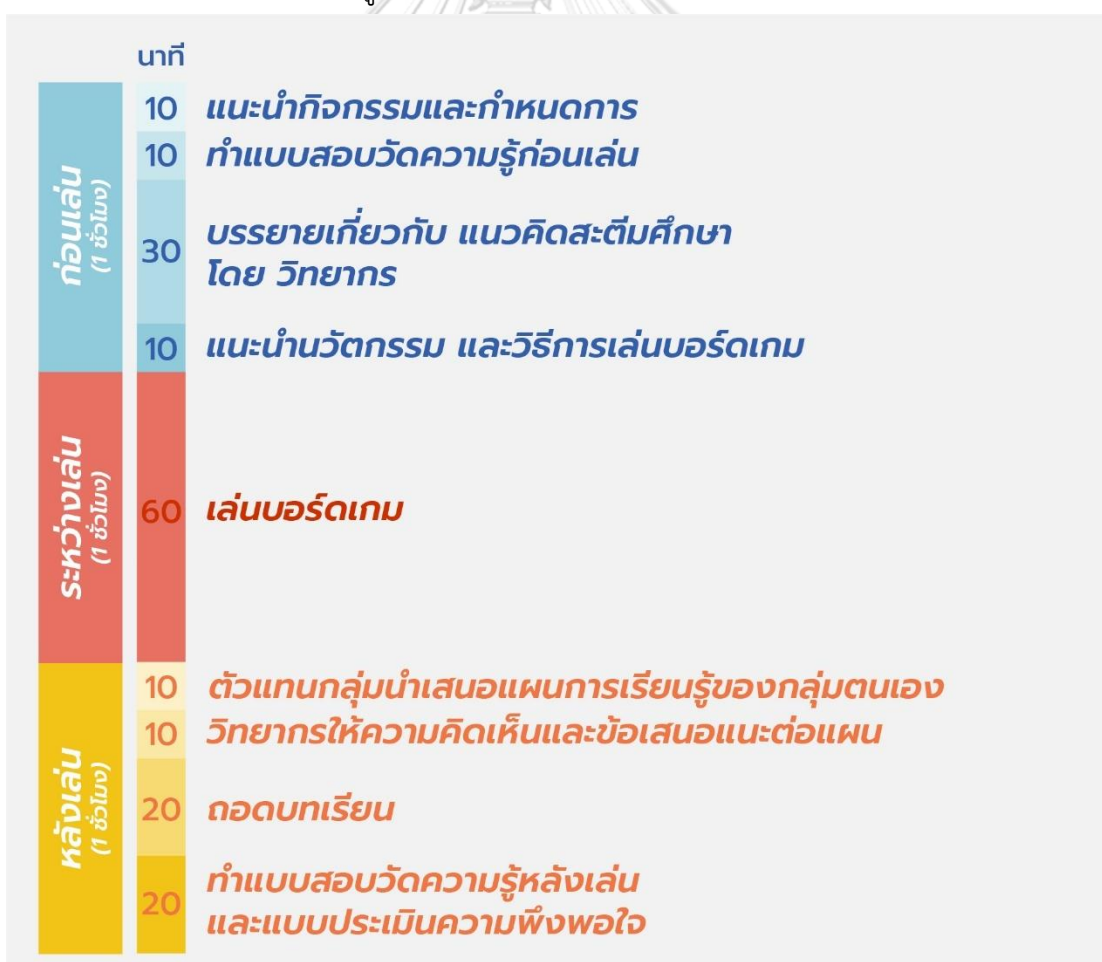 นาที
ก่อนเล่น
(1 ชั่วโมง)
10 แนะนำกิจกรรมและกำหนดการ
10 ทำแบบสอบวัดความรู้ก่อนเล่น
30 บรรยายเกี่ยวกับ แนวคิดสะตีมศึกษา
โดย วิทยากร
10 แนะนำนวัตกรรม และวิธีการเล่นบอร์ดเกม
ระหว่างเล่น
(1 ชั่วโมง)
60 เล่นบอร์ดเกม
หลังเล่น
(1 ชั่วโมง)
10 ตัวแทนกลุ่มนำเสนอแผนการเรียนรู้ของกลุ่มตนเอง
10 วิทยากรให้ความคิดเห็นและข้อเสนอแนะต่อแผน
20 ถอดบทเรียน
20 ทำแบบสอบวัดความรู้หลังเล่น
และแบบประเมินความพึงพอใจ